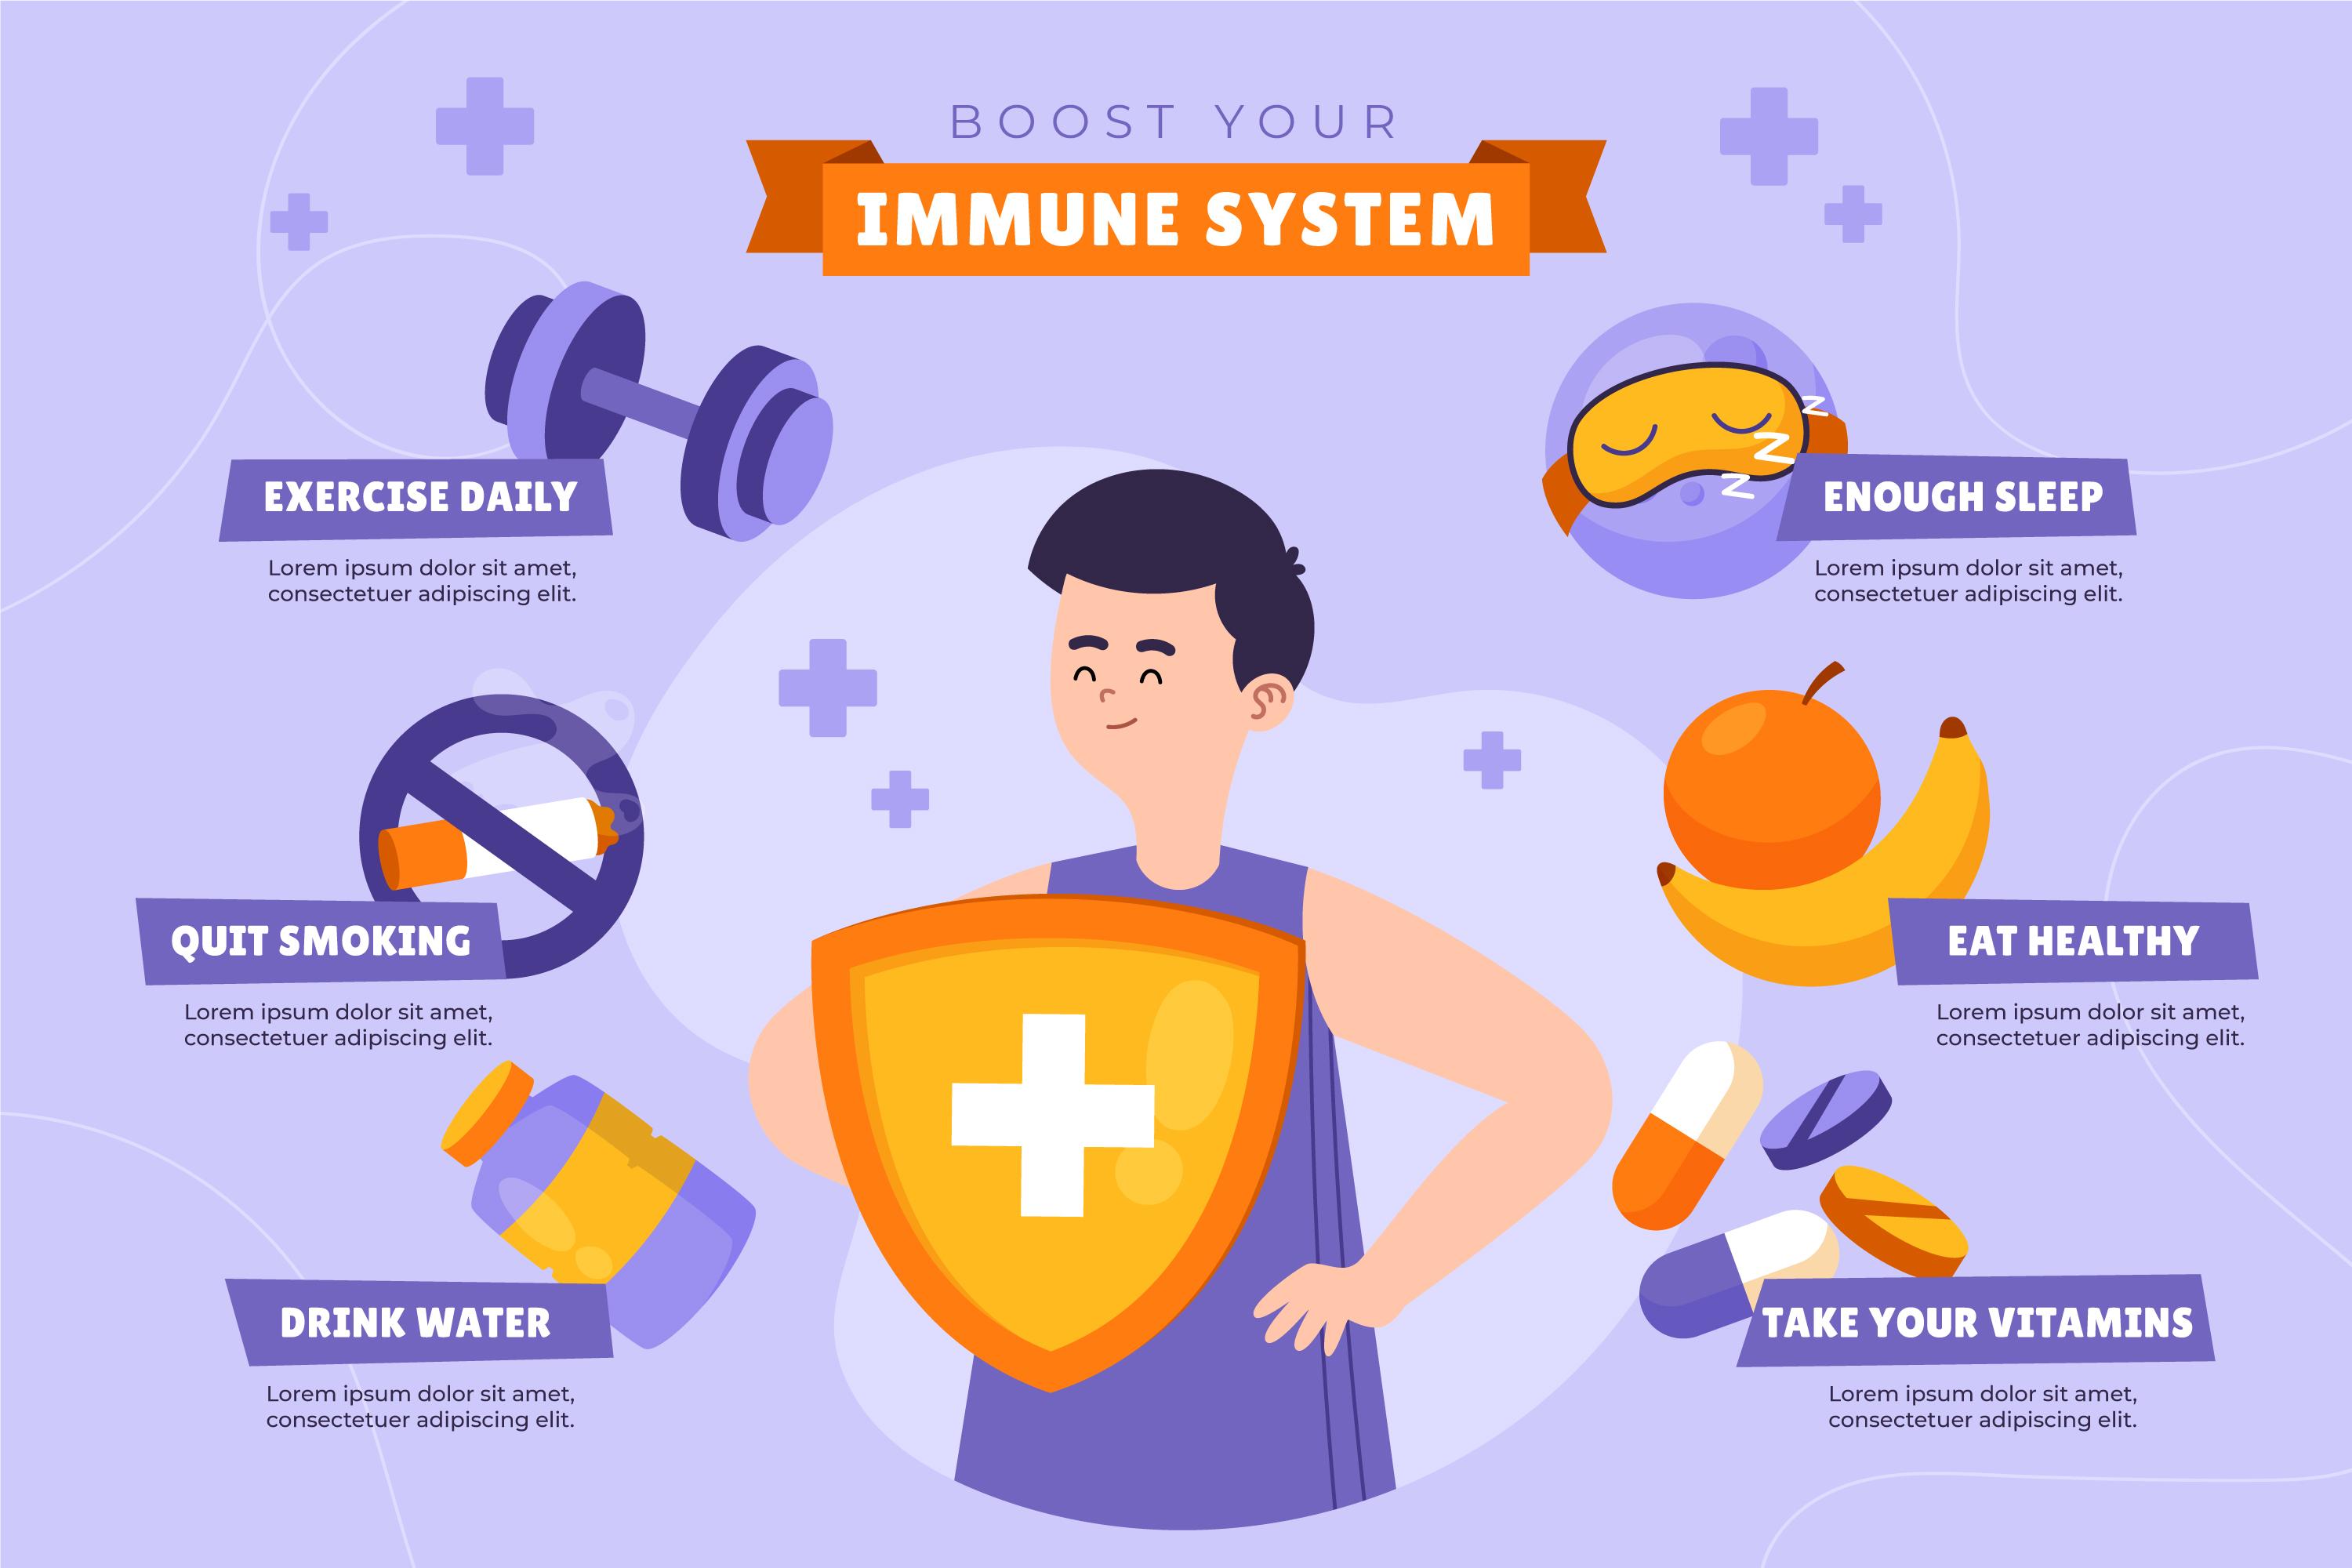 BOOST YOUR
IMMUNE SYSTEM
EXERCISE DAILY
Lorem ipsum dolor sit amet,
consectetuer adipiscing elit.
QUIT SMOKING
Lorem ipsum dolor sit amet,
consectetuer adipiscing elit.
DRINK WATER
Lorem ipsum dolor sit amet,
consectetuer adipiscing elit.
Z
Z
Z
ENOUGH SLEEP
Lorem ipsum dolor sit amet,
consectetuer adipiscing elit.
EAT HEALTHY
Lorem ipsum dolor sit amet,
consectetuer adipiscing elit.
TAKE YOUR VITAMINS
Lorem ipsum dolor sit amet,
consectetuer adipiscing elit.